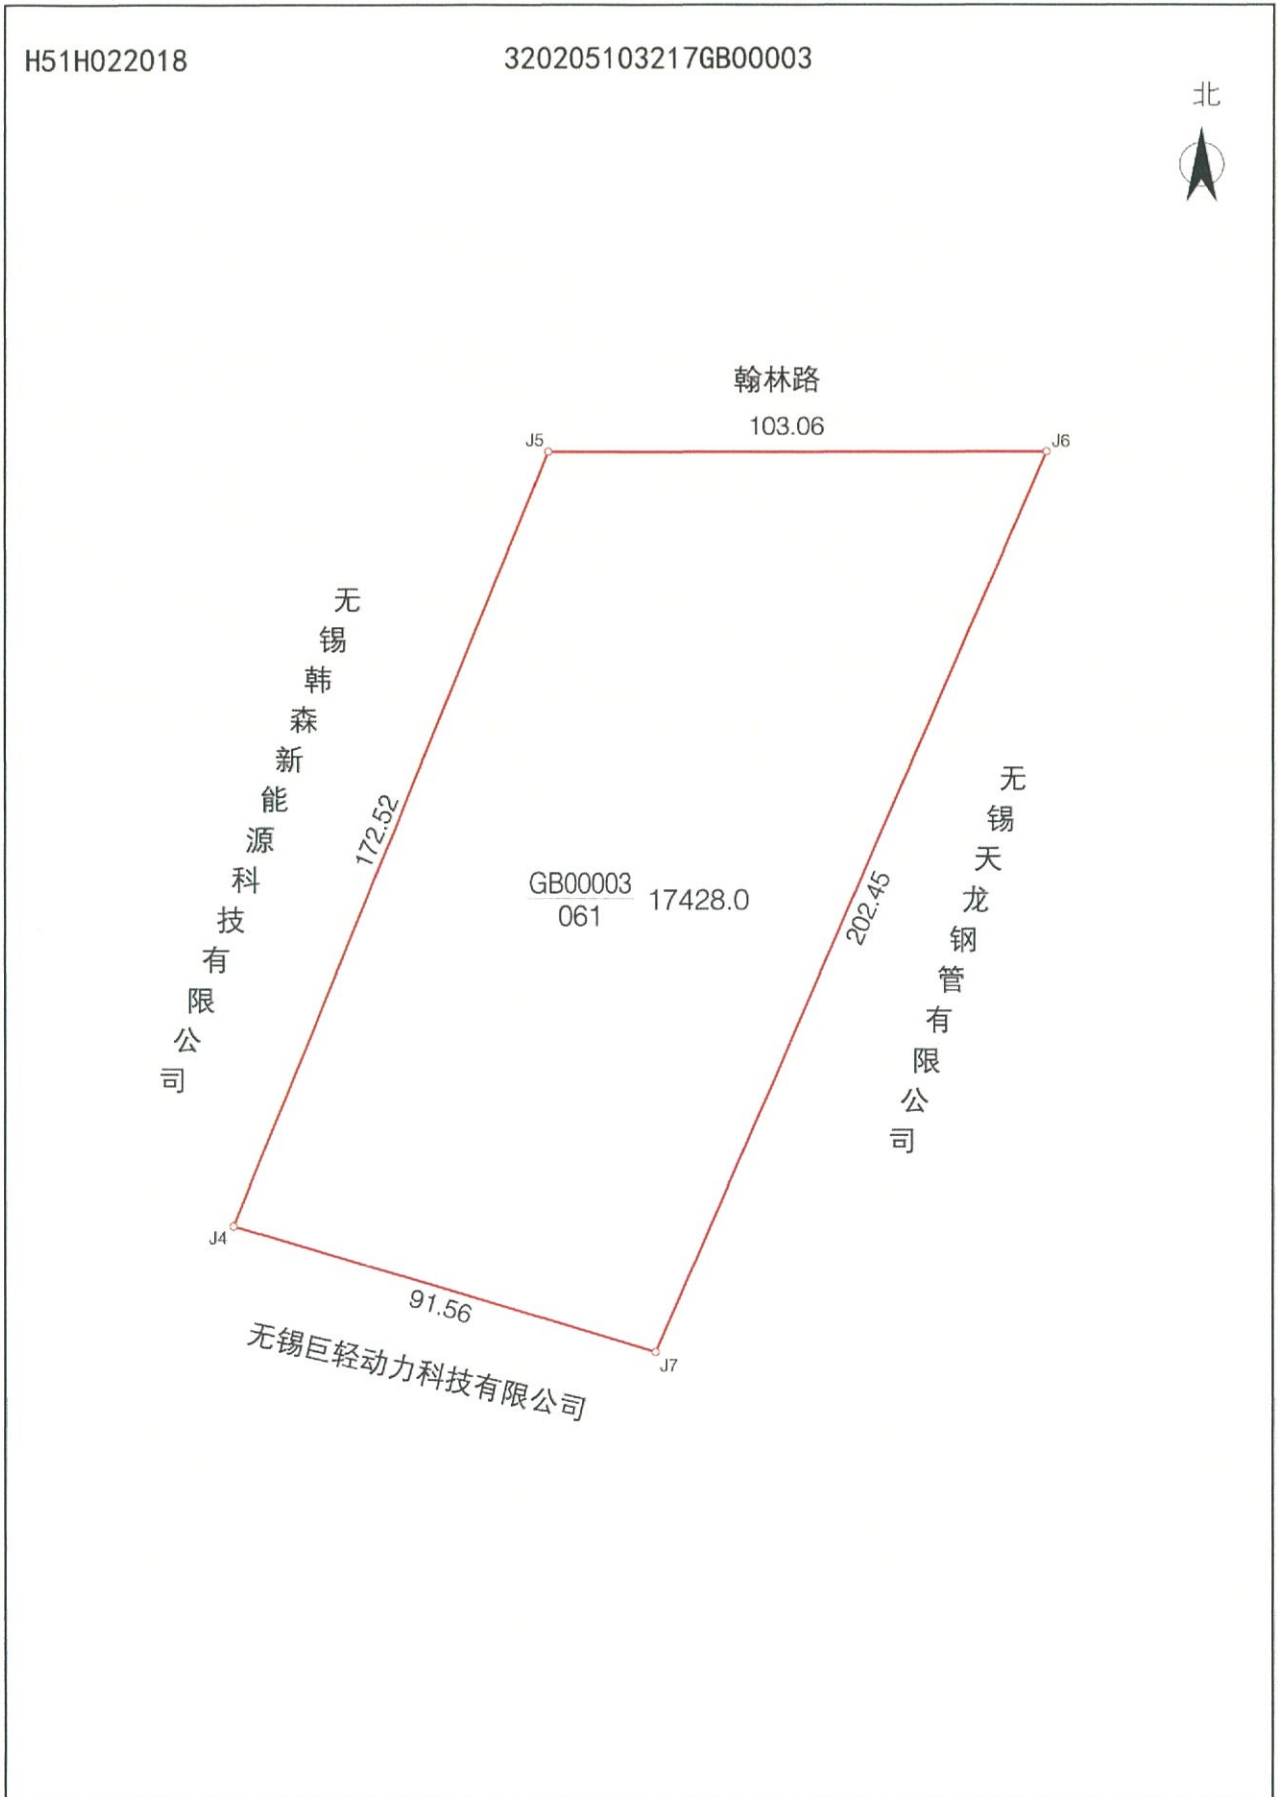 H51H022018
320205103217GB00003
北
翰林路
103.06
J5
J6
无锡韩森新能源科技有限公司
172.52
无锡天龙钢管有限公司
202.45
GB00003
061
17428.0
J4
91.56
J7
无锡巨轻动力科技有限公司